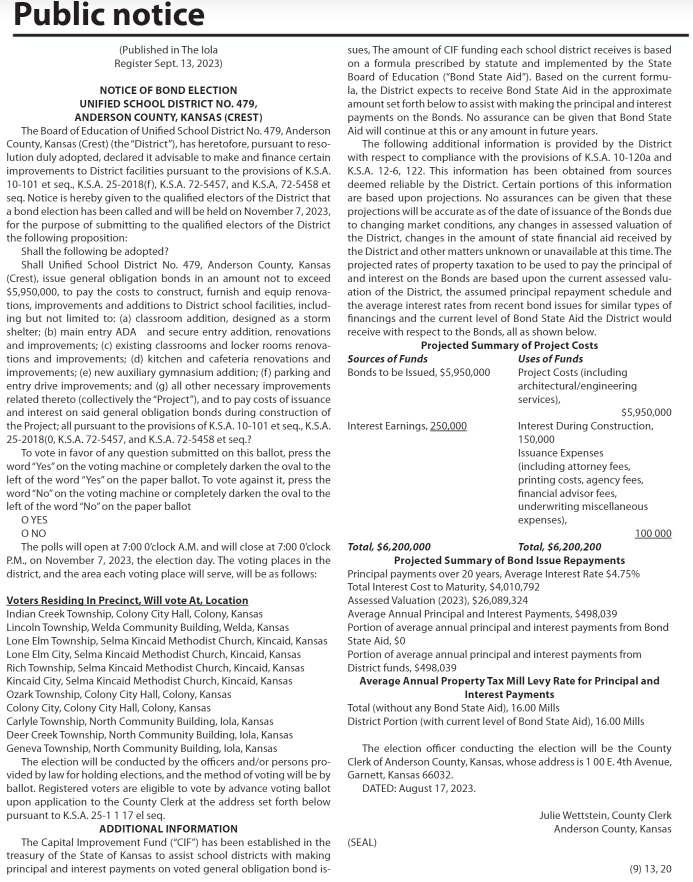 Public notice
(Published in The Iola
Register Sept. 13, 2023)
NOTICE OF BOND ELECTION
UNIFIED SCHOOL DISTRICT NO. 479,
ANDERSON COUNTY, KANSAS (CREST)
The Board of Education of Unified School District No. 479, Anderson
County, Kansas (Crest) (the “District”), has heretofore, pursuant to reso-
lution duly adopted, declared it advisable to make and finance certain
improvements to District facilities pursuant to the provisions of K.S.A.
10-101 et seq., K.S.A. 25-2018(f), K.S.A. 72-5457, and K.S.A, 72-5458 et
seq. Notice is hereby given to the qualified electors of the District that
a bond election has been called and will be held on November 7, 2023,
for the purpose of submitting to the qualified electors of the District
the following proposition:
Shall the following be adopted?
Shall Unified School District No. 479, Anderson County, Kansas
(Crest), issue general obligation bonds in an amount not to exceed
$5,950,000, to pay the costs to construct, furnish and equip renova-
tions, improvements and additions to District school facilities, includ-
ing but not limited to: (a) classroom addition, designed as a storm
shelter; (b) main entry ADA and secure entry addition, renovations
and improvements; (c) existing classrooms and locker rooms renova-
tions and improvements; (d) kitchen and cafeteria renovations and
improvements; (e) new auxiliary gymnasium addition; (f) parking and
entry drive improvements; and (g) all other necessary improvements
related thereto (collectively the “Project”), and to pay costs of issuance
and interest on said general obligation bonds during construction of
the Project; all pursuant to the provisions of K.S.A. 10-101 et seq., K.S.A.
25-2018(0, K.S.A. 72-5457, and K.S.A. 72-5458 et seq.?
To vote in favor of any question submitted on this ballot, press the
word “Yes” on the voting machine or completely darken the oval to the
left of the word “Yes” on the paper ballot. To vote against it, press the
word “No” on the voting machine or completely darken the oval to the
left of the word “No” on the paper ballot
O YES
O NO
The polls will open at 7:00 0’clock A.M. and will close at 7:00 0’clock
P.M., on November 7, 2023, the election day. The voting places in the
district, and the area each voting place will serve, will be as follows:
Voters Residing In Precinct, Will vote At, Location
Indian Creek Township, Colony City Hall, Colony, Kansas
Lincoln Township, Welda Community Building, Welda, Kansas
Lone Elm Township, Selma Kincaid Methodist Church, Kincaid, Kansas
Lone Elm City, Selma Kincaid Methodist Church, Kincaid, Kansas
Rich Township, Selma Kincaid Methodist Church, Kincaid, Kansas
Kincaid City, Selma Kincaid Methodist Church, Kincaid, Kansas
Ozark Township, Colony City Hall, Colony, Kansas
Colony City, Colony City Hall, Colony, Kansas
Carlyle Township, North Community Building, Iola, Kansas
Deer Creek Township, North Community Building, Iola, Kansas
Geneva Township, North Community Building, Iola, Kansas
The election will be conducted by the officers and/or persons pro-
vided by law for holding elections, and the method of voting will be by
ballot. Registered voters are eligible to vote by advance voting ballot
upon application to the County Clerk at the address set forth below
pursuant to K.S.A. 25-1 1 17 el seq.
ADDITIONAL INFORMATION
The Capital Improvement Fund (“CIF”) has been established in the
treasury of the State of Kansas to assist school districts with making
principal and interest payments on voted general obligation bond is-
sues, The amount of CIF funding each school district receives is based
on a formula prescribed by statute and implemented by the State
Board of Education (“Bond State Aid”). Based on the current formu-
la, the District expects to receive Bond State Aid in the approximate
amount set forth below to assist with making the principal and interest
payments on the Bonds. No assurance can be given that Bond State
Aid will continue at this or any amount in future years.
The following additional information is provided by the District
with respect to compliance with the provisions of K.S.A. 10-120a and
K.S.A. 12-6, 122. This information has been obtained from sources
deemed reliable by the District. Certain portions of this information
are based upon projections. No assurances can be given that these
projections will be accurate as of the date of issuance of the Bonds due
to changing market conditions, any changes in assessed valuation of
the District, changes in the amount of state financial aid received by
the District and other matters unknown or unavailable at this time. The
projected rates of property taxation to be used to pay the principal of
and interest on the Bonds are based upon the current assessed valu-
ation of the District, the assumed principal repayment schedule and
the average interest rates from recent bond issues for similar types of
financings and the current level of Bond State Aid the District would
receive with respect to the Bonds, all as shown below.
Projected Summary of Project Costs
Sources of Funds Uses of Funds
Bonds to be Issued, $5,950,000 Project Costs (including
architectural/engineering
services),
$5,950,000
Interest Earnings, 250,000 Interest During Construction,
150,000
Issuance Expenses
(including attorney fees,
printing costs, agency fees,
financial advisor fees,
underwriting miscellaneous
expenses),
100 000
Total, $6,200,000 Total, $6,200,200
Projected Summary of Bond Issue Repayments
Principal payments over 20 years, Average Interest Rate $4.75%
Total Interest Cost to Maturity, $4,010,792
Assessed Valuation (2023), $26,089,324
Average Annual Principal and Interest Payments, $498,039
Portion of average annual principal and interest payments from Bond
State Aid, $0
Portion of average annual principal and interest payments from
District funds, $498,039
Average Annual Property Tax Mill Levy Rate for Principal and
Interest Payments
Total (without any Bond State Aid), 16.00 Mills
District Portion (with current level of Bond State Aid), 16.00 Mills
The election officer conducting the election will be the County
Clerk of Anderson County, Kansas, whose address is 1 00 E. 4th Avenue,
Garnett, Kansas 66032.
DATED: August 17, 2023.
Julie Wettstein, County Clerk
Anderson County, Kansas
(SEAL)
(9) 13, 20